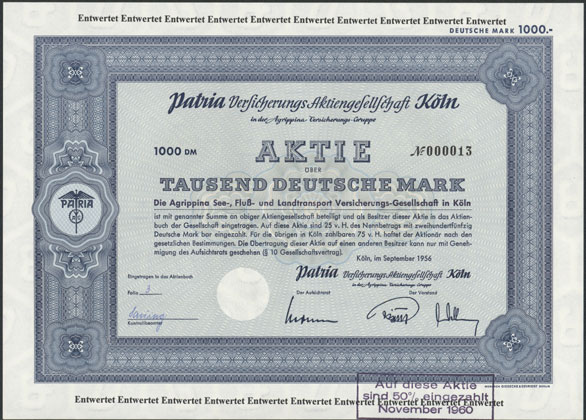 Entwertet Entwertet Entwertet Entwertet Entwertet Entwertet Entwertet Entwertet Entwertet
DEUTSCHE MARK 1000.-
Patria Versicherungs Aktiengesellschaft Köln
in der Agrippina Versicherungs-Gruppe
1000 DM
AKTIE
№ 000013
ÜBER
TAUSEND DEUTSCHE MARK
Die Agrippina See-, Fluß- und Landtransport Versicherungs-Gesellschaft in Köln
ist mit genannter Summe an obiger Aktiengesellschaft beteiligt und als Besitzer dieser Aktie in das Aktien-
buch der Gesellschaft eingetragen. Auf diese Aktie sind 25 v. H. des Nennbetrags mit zweihundertfünfzig
Deutsche Mark bar eingezahlt. Für die übrigen in Köln zahlbaren 75 v. H. haftet der Aktionär nach den
gesetzlichen Bestimmungen. Die Übertragung dieser Aktie auf einen anderen Besitzer kann nur mit Geneh-
migung des Aufsichtsrats geschehen (§ 10 Gesellschaftsvertrag).
Köln, im September 1956
PATRIA
Eingetragen in das Aktienbuch
Patria Versicherungs Aktiengesellschaft Köln
in der Agrippina Versicherungs-Gruppe
Folio 3
Der Aufsichtsrat
Der Vorstand
Kontrollbeamter
Auf diese Aktie
sind 50% eingezahlt
November 1960
Entwertet Entwertet Entwertet Entwertet Entwertet Entwertet Entwertet Entwertet Entwertet